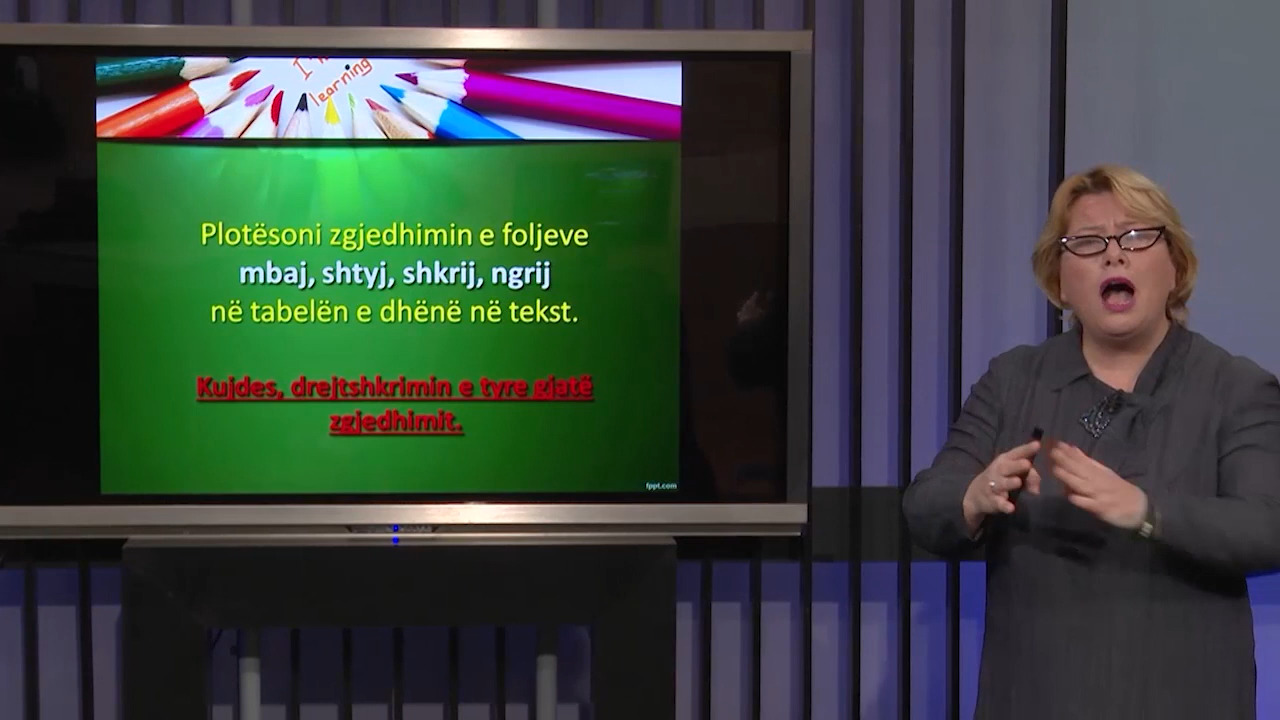 I'm
learning
Plotësoni zgjedhimin e foljeve
mbaj, shtyj, shkrij, ngrij
në tabelën e dhënë në tekst.
Kujdes, drejtshkrimin e tyre gjatë
zgjedhimit.
fppt.com